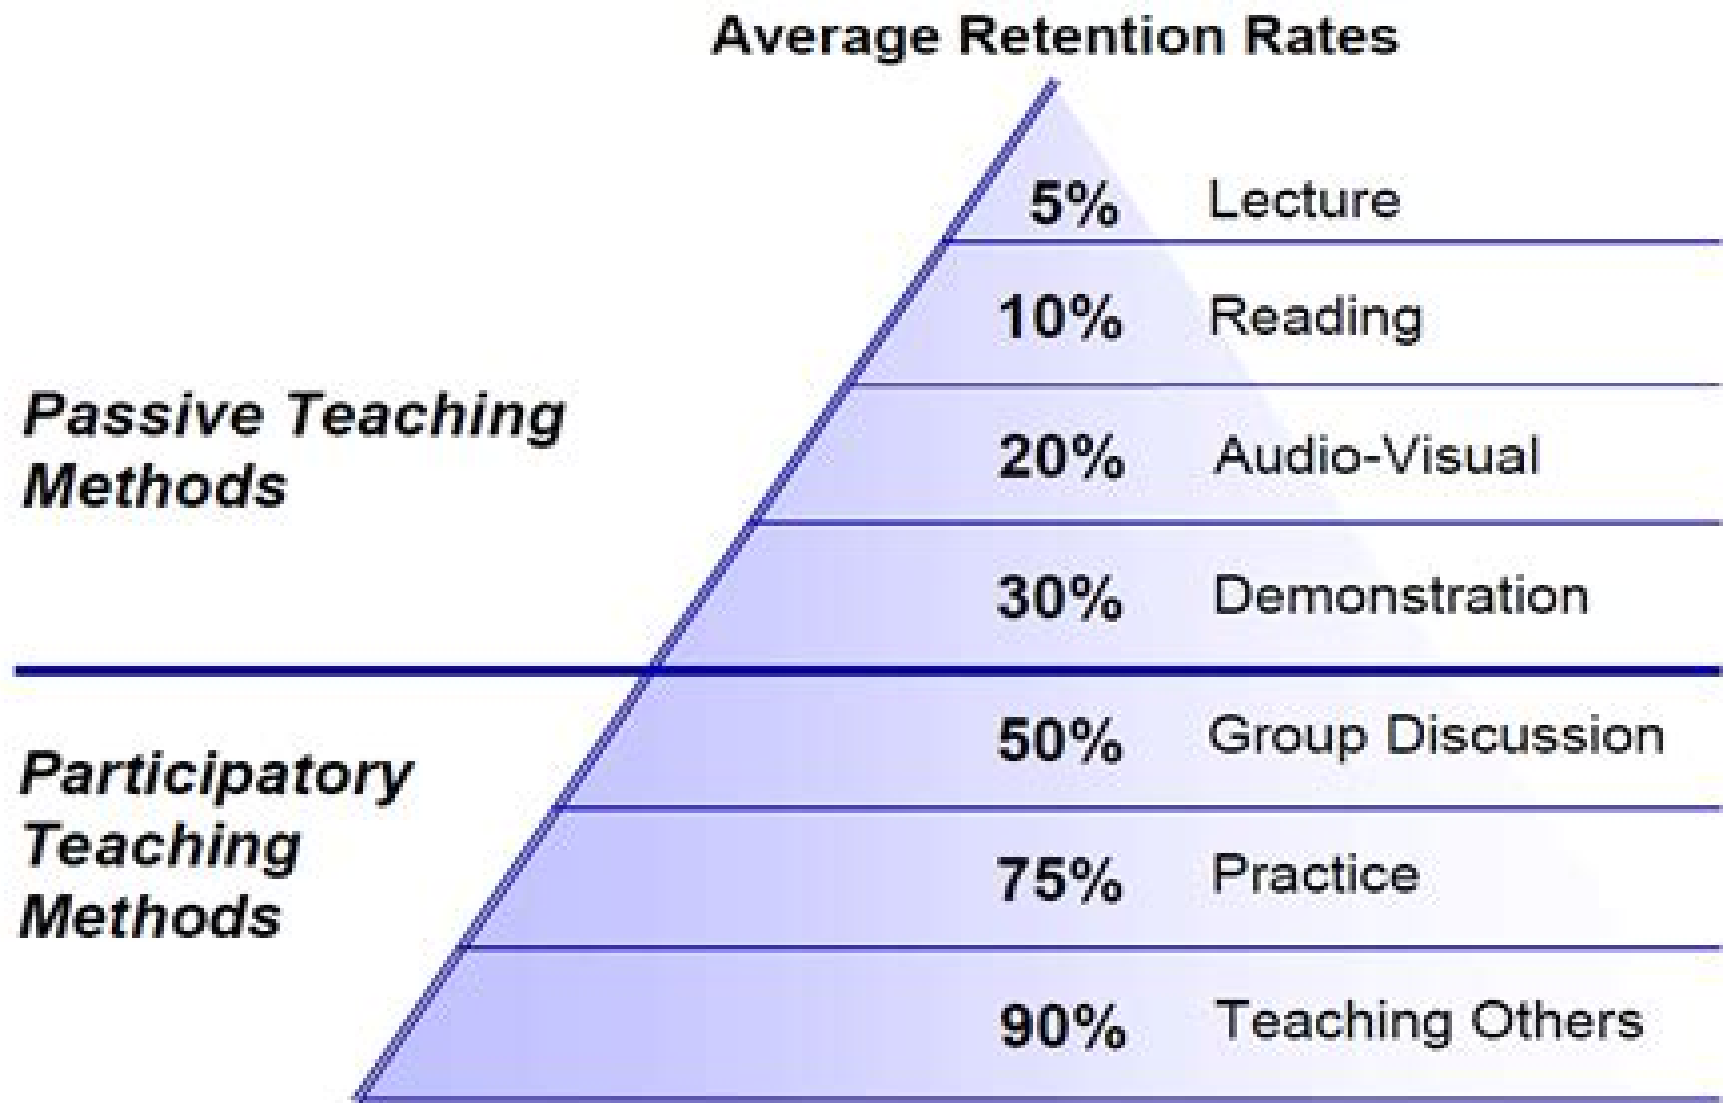 Average Retention Rates
5% Lecture
10% Reading
Passive Teaching
Methods
20% Audio-Visual
30% Demonstration
50% Group Discussion
Participatory
Teaching
Methods
75% Practice
90% Teaching Others